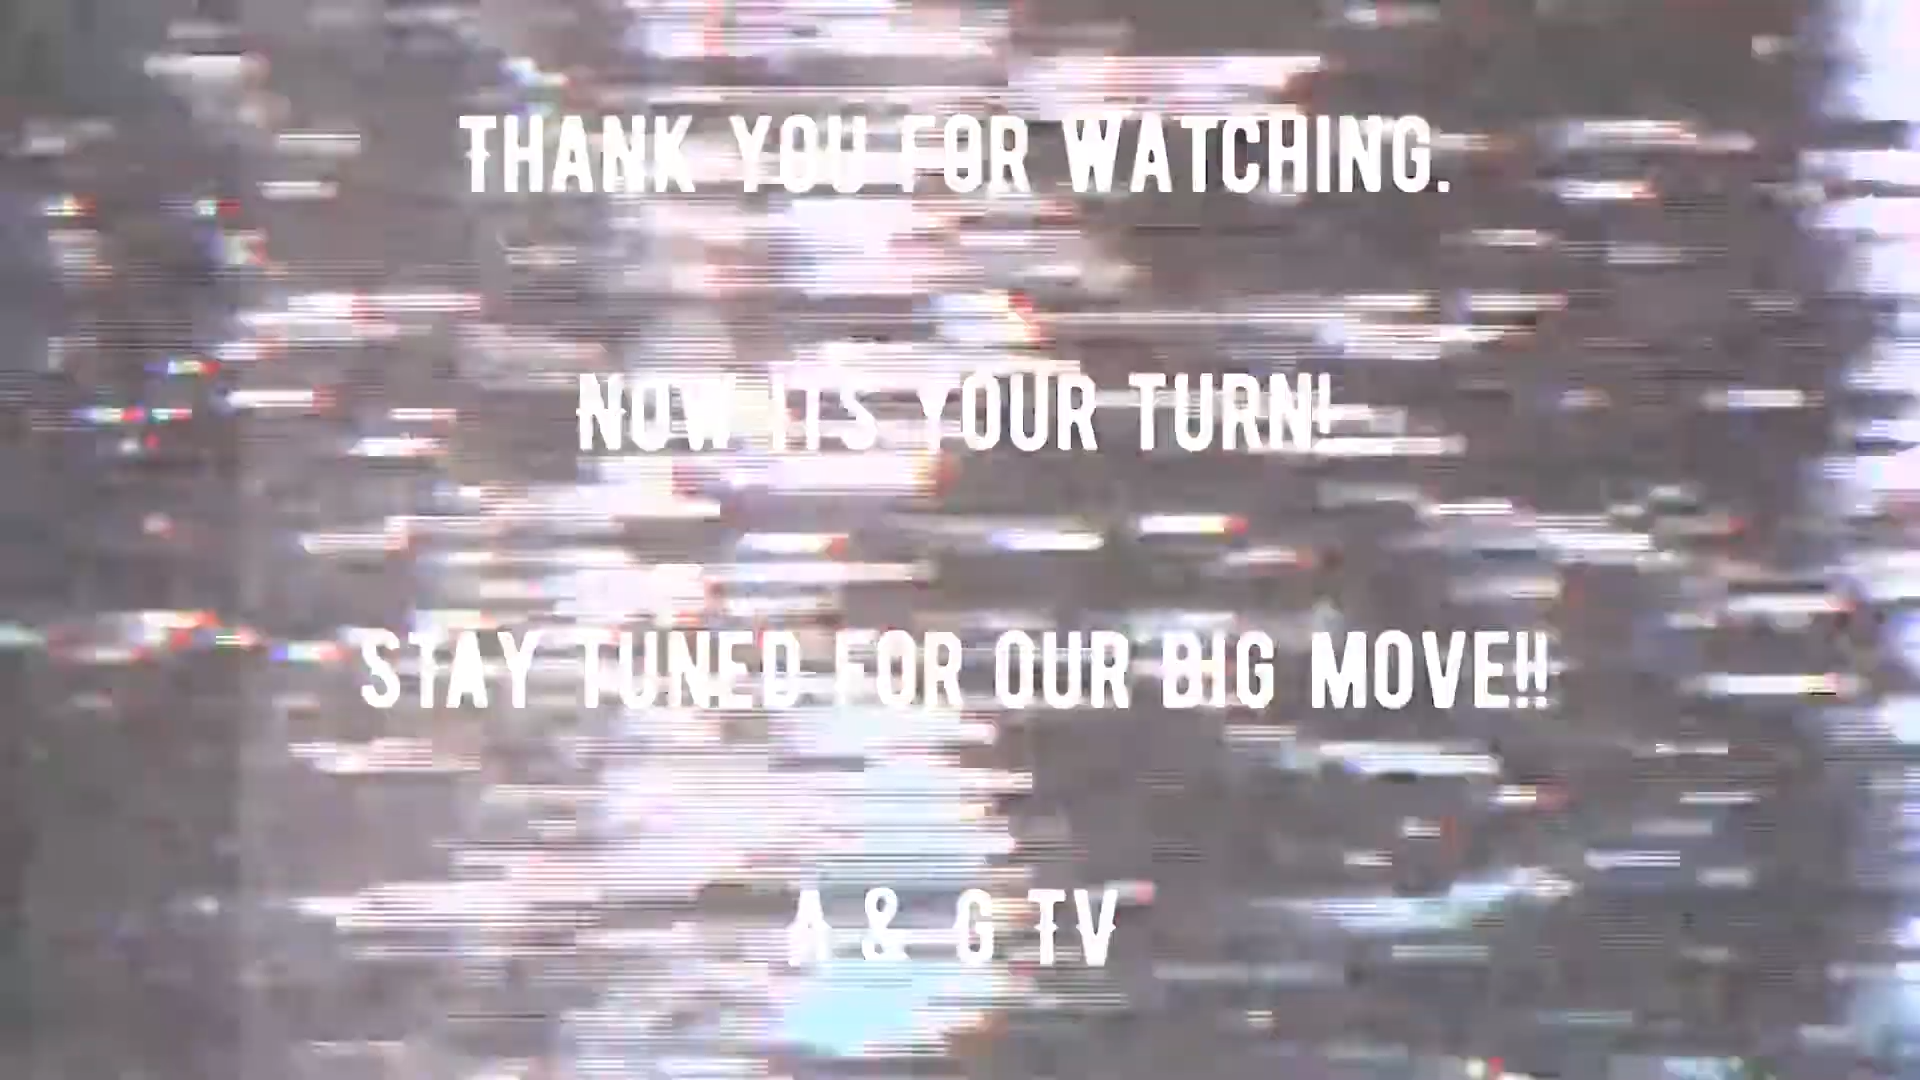 THANK YOU FOR WATCHING.
NOW ITS YOUR TURN!
STAY TUNED FOR OUR BIG MOVE!!
A & G TV